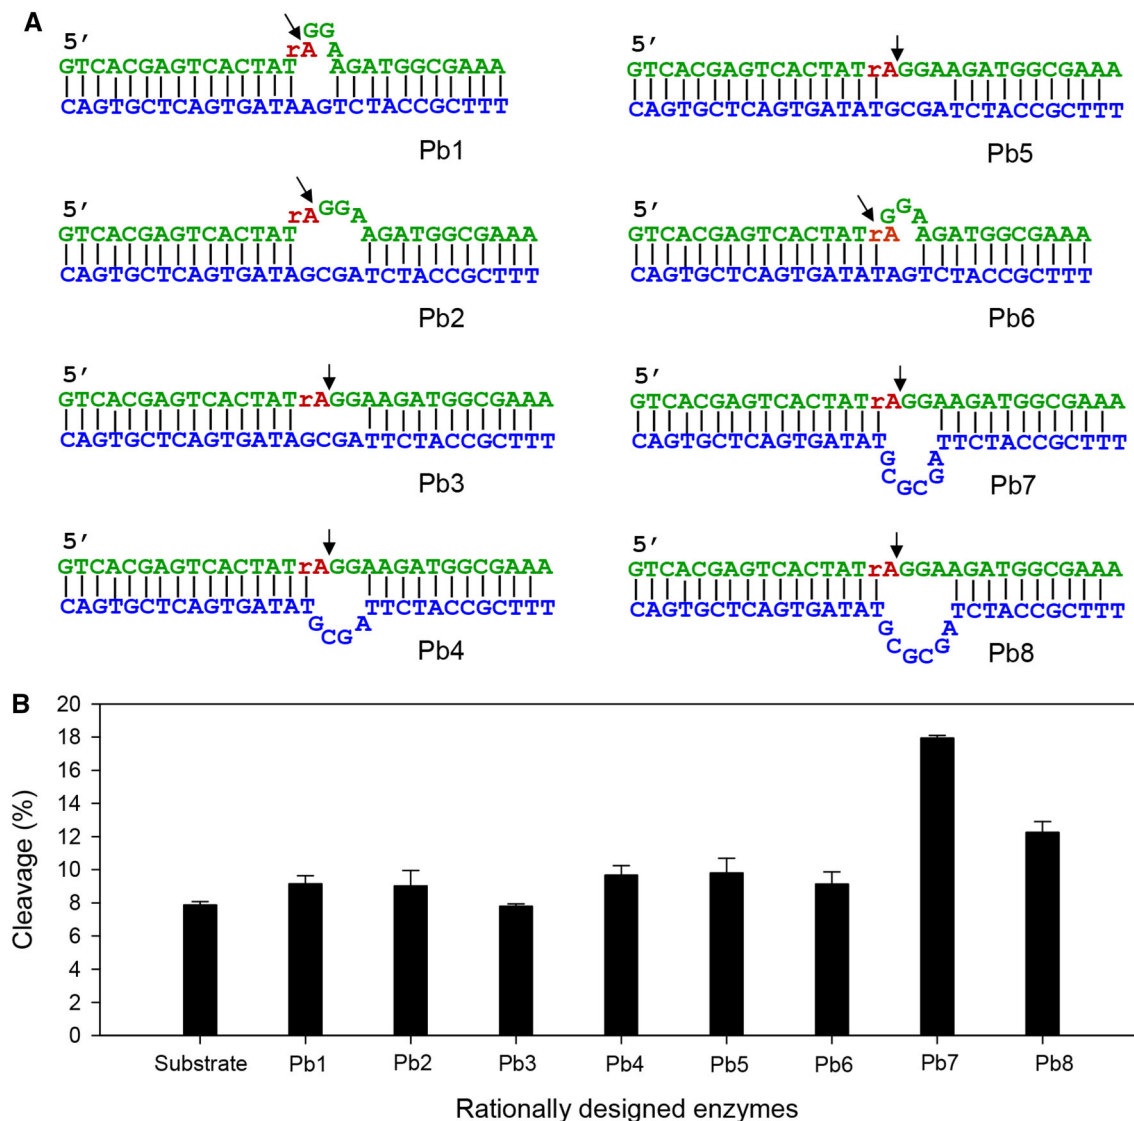 A
5′
GG
rA A
GTCACGAGTCACTAT AGATGGCGAAA
CAGTGCTCAGTGATAAGTCTACCGCTTT
Pb1
5′
GTCACGAGTCACTATrAGGAAGATGGCGAAA
CAGTGCTCAGTGATATGCGATCTACCGCTTT
Pb5
5′
rAGGA
GTCACGAGTCACTAT AGATGGCGAAA
CAGTGCTCAGTGATAGCGATCTACCGCTTT
Pb2
5′
GGA
GTCACGAGTCACTATrA AGATGGCGAAA
CAGTGCTCAGTGATATAGTCTACCGCTTT
Pb6
5′
GTCACGAGTCACTATrAGGAAGATGGCGAAA
CAGTGCTCAGTGATAGCGATTCTACCGCTTT
Pb3
5′
GTCACGAGTCACTATrAGGAAGATGGCGAAA
CAGTGCTCAGTGATAT TTCTACCGCTTT
GCGCGA
Pb7
5′
GTCACGAGTCACTATrAGGAAGATGGCGAAA
CAGTGCTCAGTGATAT TTCTACCGCTTT
GCGA
Pb4
5′
GTCACGAGTCACTATrAGGAAGATGGCGAAA
CAGTGCTCAGTGATAT TCTACCGCTTT
GCGCGA
Pb8
B
20
18
16
14
12
10
8
6
4
2
0
Cleavage (%)
Substrate Pb1 Pb2 Pb3 Pb4 Pb5 Pb6 Pb7 Pb8
Rationally designed enzymes